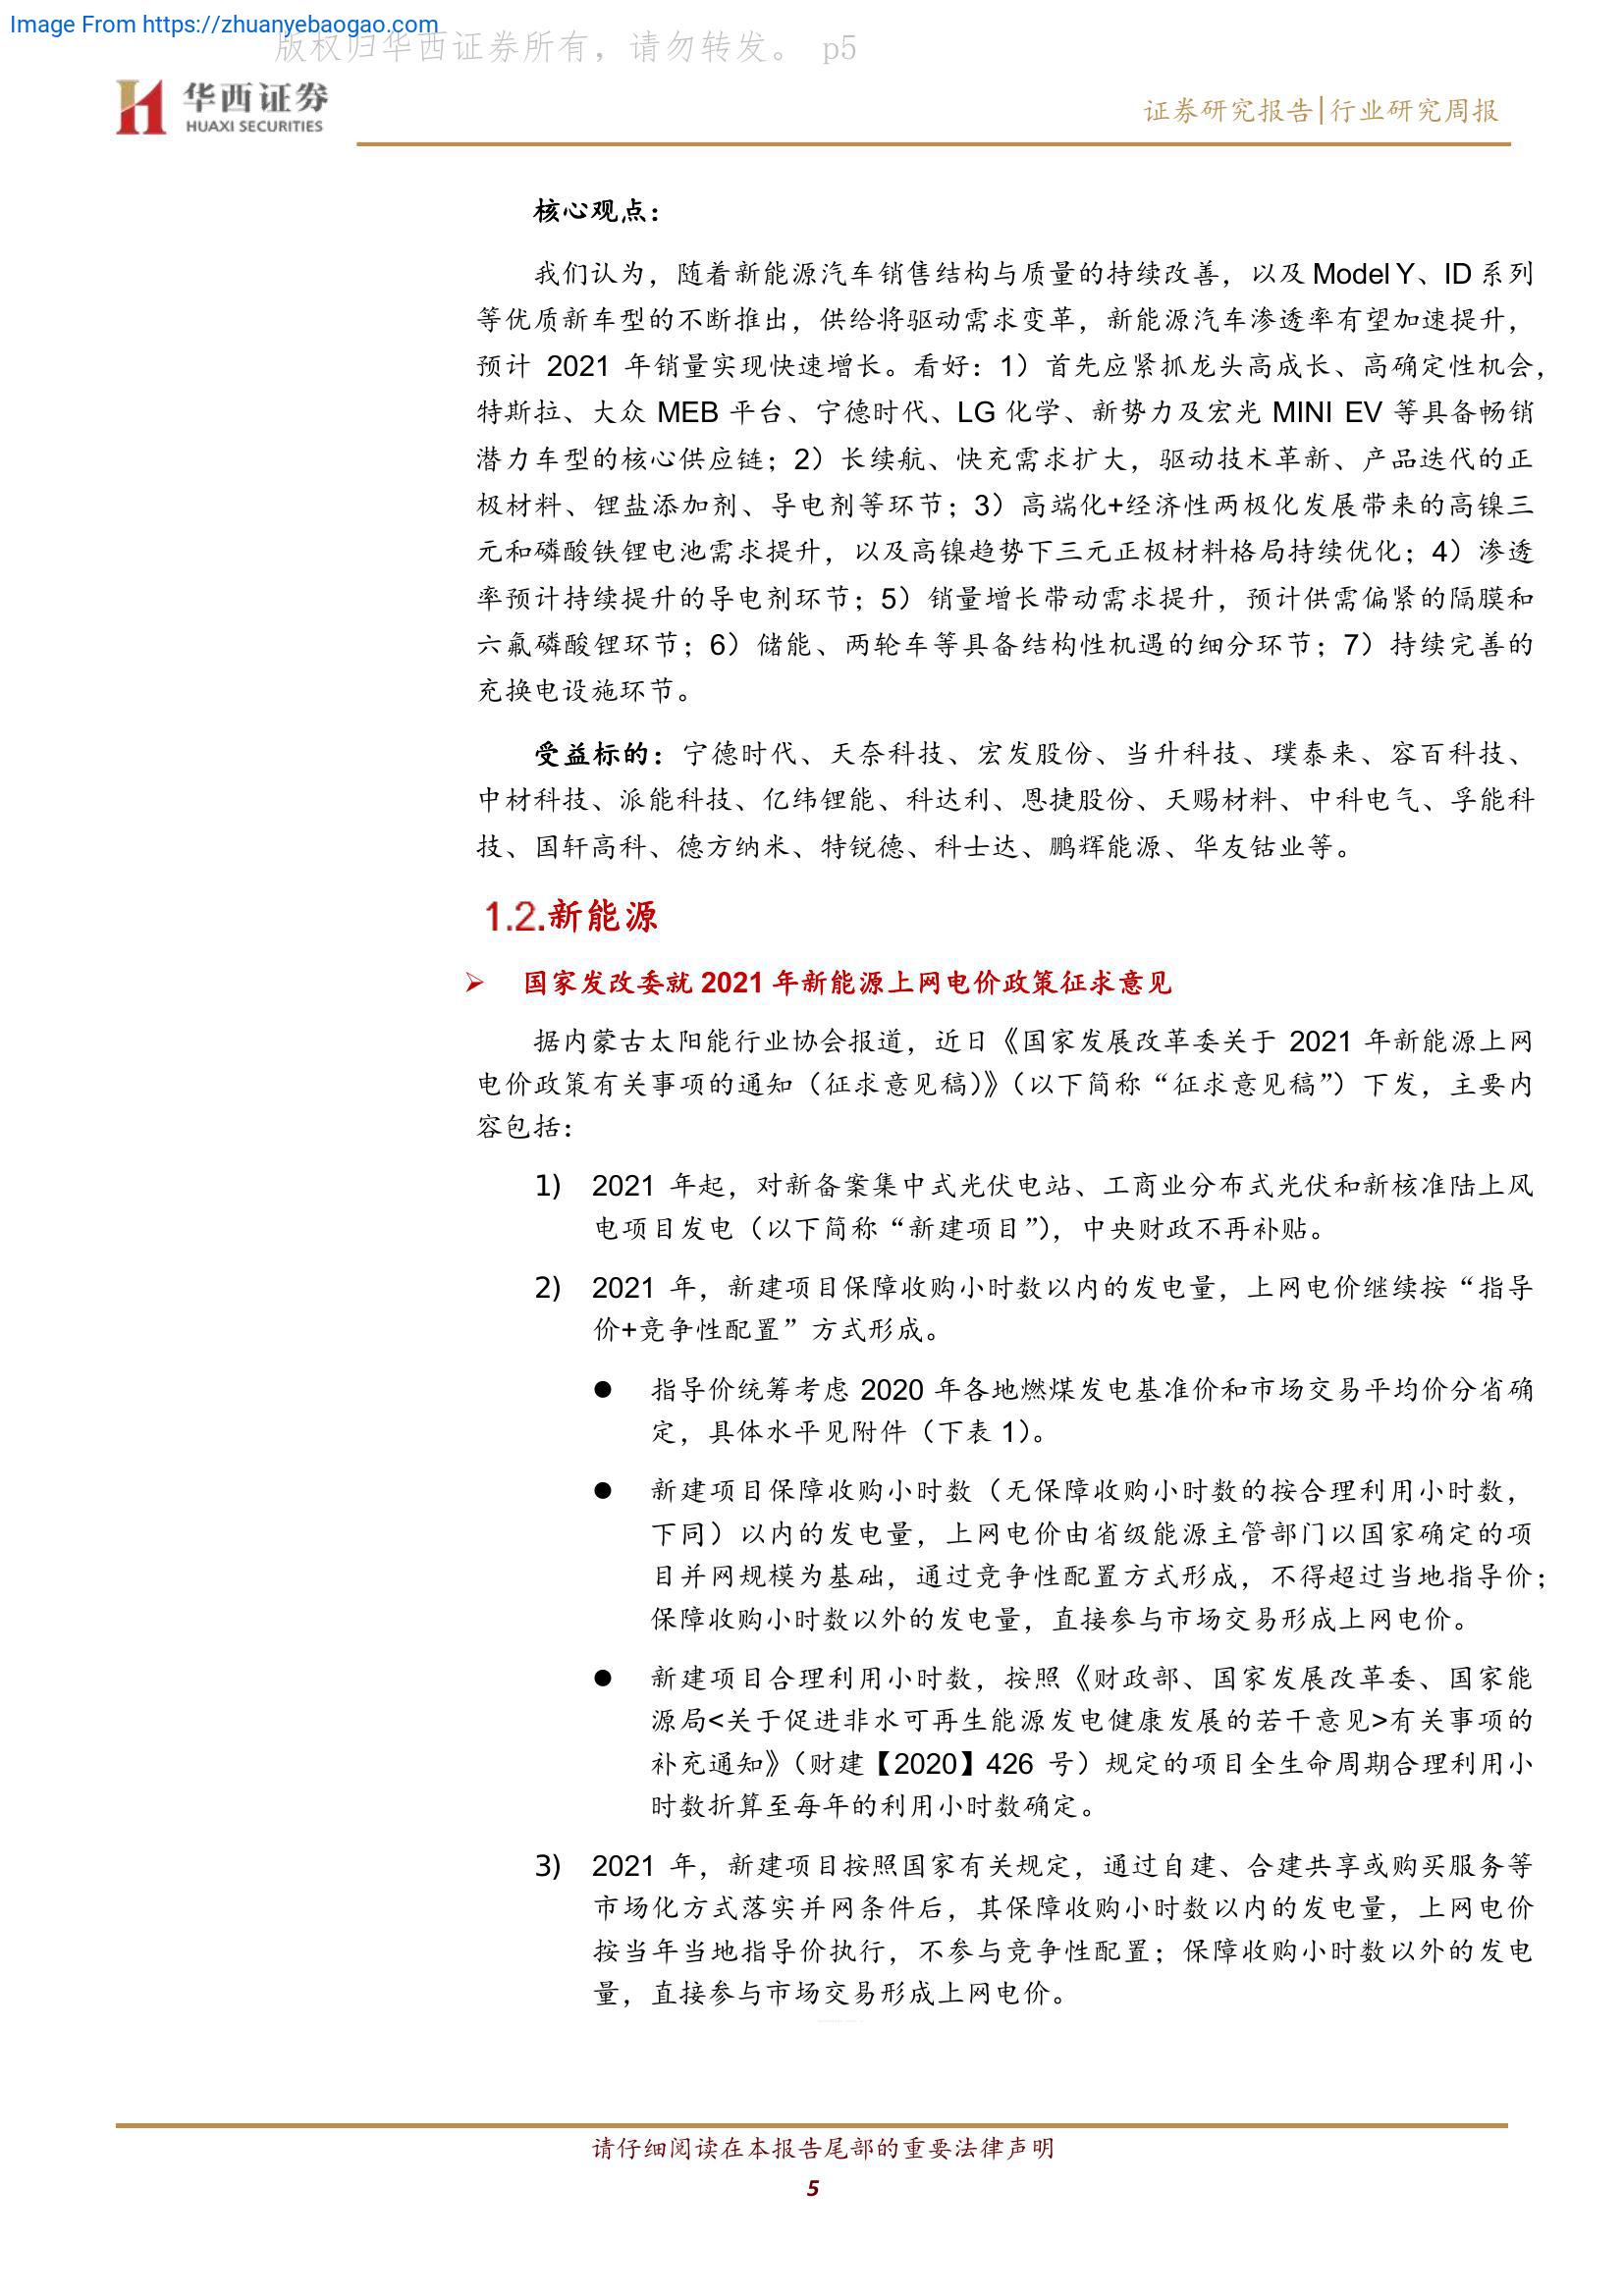 Image From https://zhuanyebaogao.com
版权归华西证券所有，请勿转发。 p5
华西证券
HUAXI SECURITIES
证券研究报告|行业研究周报
核心观点：
我们认为，随着新能源汽车销售结构与质量的持续改善，以及 Model Y、ID 系列
等优质新车型的不断推出，供给将驱动需求变革，新能源汽车渗透率有望加速提升，
预计 2021 年销量实现快速增长。看好：1）首先应紧抓龙头高成长、高确定性机会，
特斯拉、大众 MEB 平台、宁德时代、LG 化学、新势力及宏光 MINI EV 等具备畅销
潜力车型的核心供应链；2）长续航、快充需求扩大，驱动技术革新、产品迭代的正
极材料、锂盐添加剂、导电剂等环节；3）高端化+经济性两极化发展带来的高镍三
元和磷酸铁锂电池需求提升，以及高镍趋势下三元正极材料格局持续优化；4）渗透
率预计持续提升的导电剂环节；5）销量增长带动需求提升，预计供需偏紧的隔膜和
六氟磷酸锂环节；6）储能、两轮车等具备结构性机遇的细分环节；7）持续完善的
充换电设施环节。
受益标的：宁德时代、天奈科技、宏发股份、当升科技、璞泰来、容百科技、
中材科技、派能科技、亿纬锂能、科达利、恩捷股份、天赐材料、中科电气、孚能科
技、国轩高科、德方纳米、特锐德、科士达、鹏辉能源、华友钴业等。
1.2.新能源
➢ 国家发改委就 2021 年新能源上网电价政策征求意见
据内蒙古太阳能行业协会报道，近日《国家发展改革委关于 2021 年新能源上网
电价政策有关事项的通知（征求意见稿）》（以下简称“征求意见稿”）下发，主要内
容包括：
1) 2021 年起，对新备案集中式光伏电站、工商业分布式光伏和新核准陆上风
电项目发电（以下简称“新建项目”），中央财政不再补贴。
2) 2021 年，新建项目保障收购小时数以内的发电量，上网电价继续按“指导
价+竞争性配置”方式形成。
● 指导价统筹考虑 2020 年各地燃煤发电基准价和市场交易平均价分省确
定，具体水平见附件（下表 1）。
● 新建项目保障收购小时数（无保障收购小时数的按合理利用小时数，
下同）以内的发电量，上网电价由省级能源主管部门以国家确定的项
目并网规模为基础，通过竞争性配置方式形成，不得超过当地指导价；
保障收购小时数以外的发电量，直接参与市场交易形成上网电价。
● 新建项目合理利用小时数，按照《财政部、国家发展改革委、国家能
源局<关于促进非水可再生能源发电健康发展的若干意见>有关事项的
补充通知》（财建【2020】426 号）规定的项目全生命周期合理利用小
时数折算至每年的利用小时数确定。
3) 2021 年，新建项目按照国家有关规定，通过自建、合建共享或购买服务等
市场化方式落实并网条件后，其保障收购小时数以内的发电量，上网电价
按当年当地指导价执行，不参与竞争性配置；保障收购小时数以外的发电
量，直接参与市场交易形成上网电价。
请仔细阅读在本报告尾部的重要法律声明
5